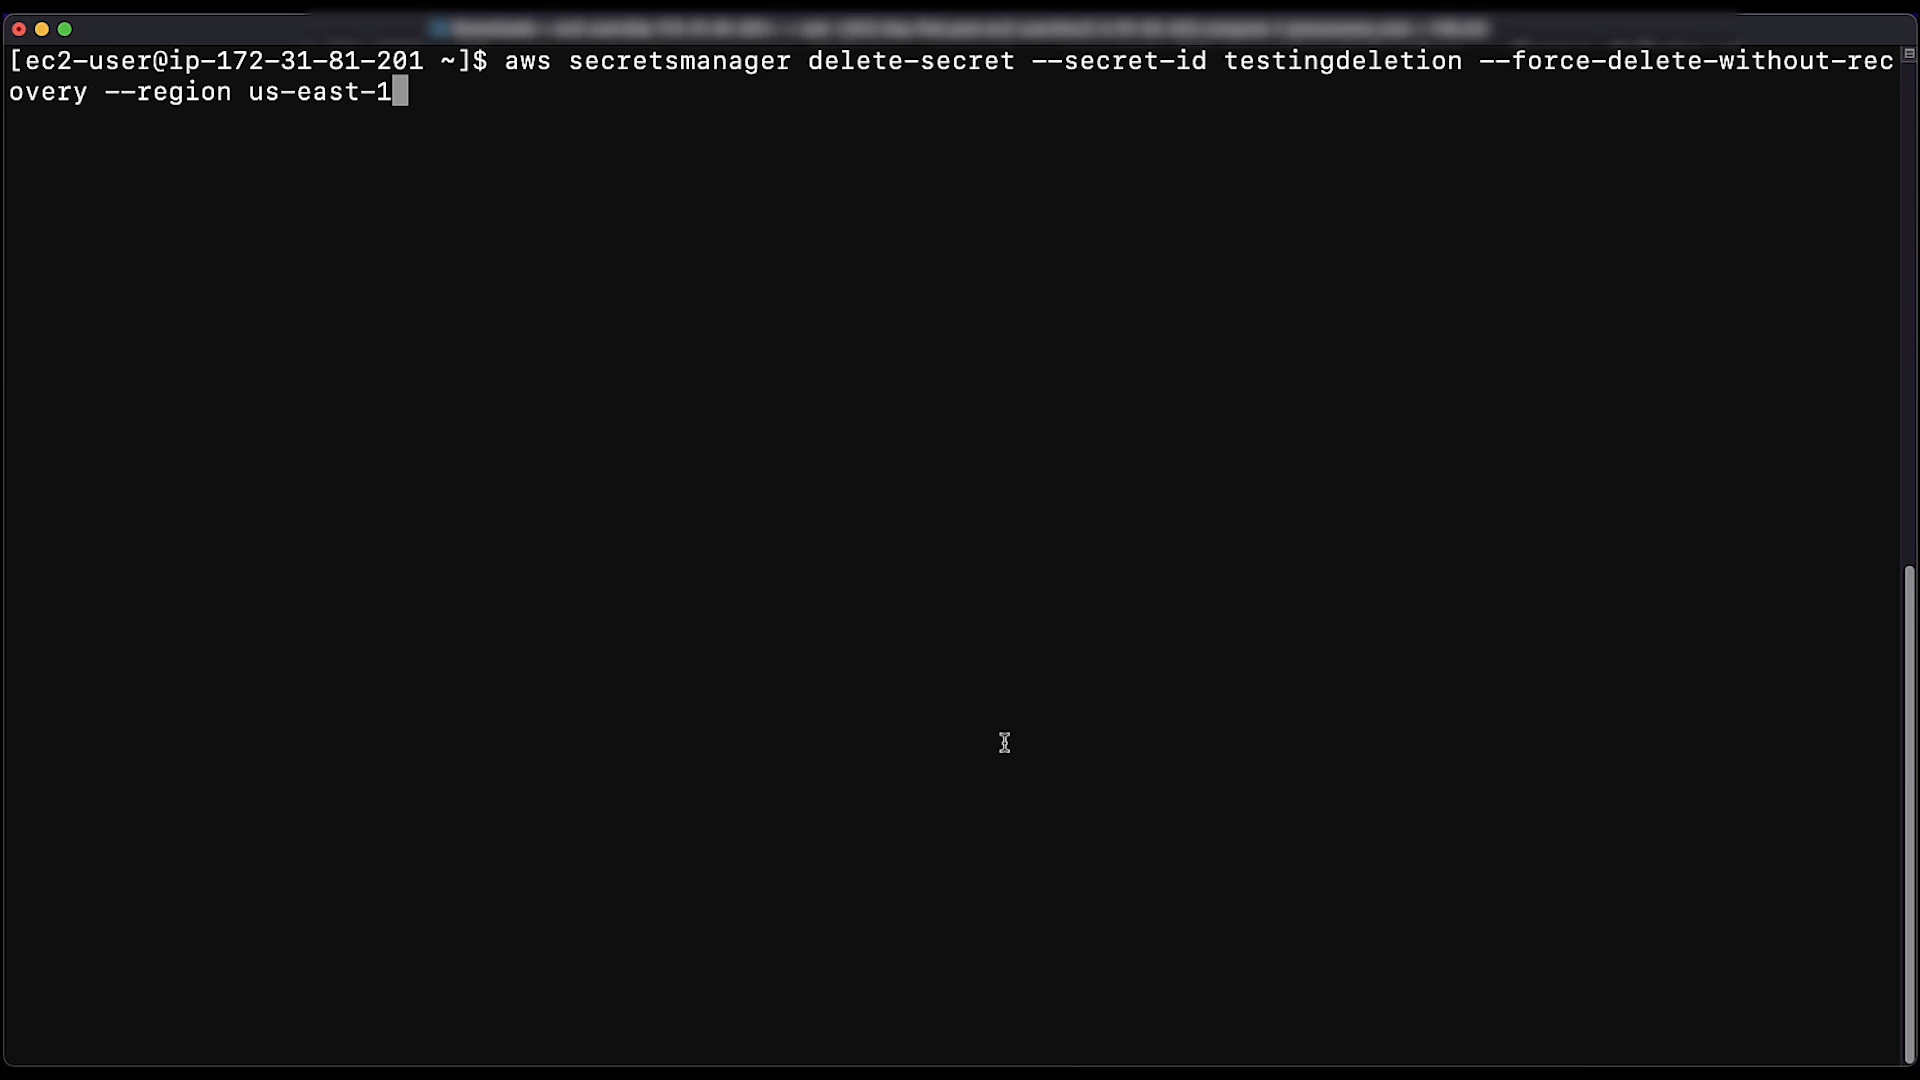 [ec2-user@ip-172-31-81-201 ~]$ aws secretsmanager delete-secret --secret-id testingdeletion --force-delete-without-rec
overy --region us-east-1